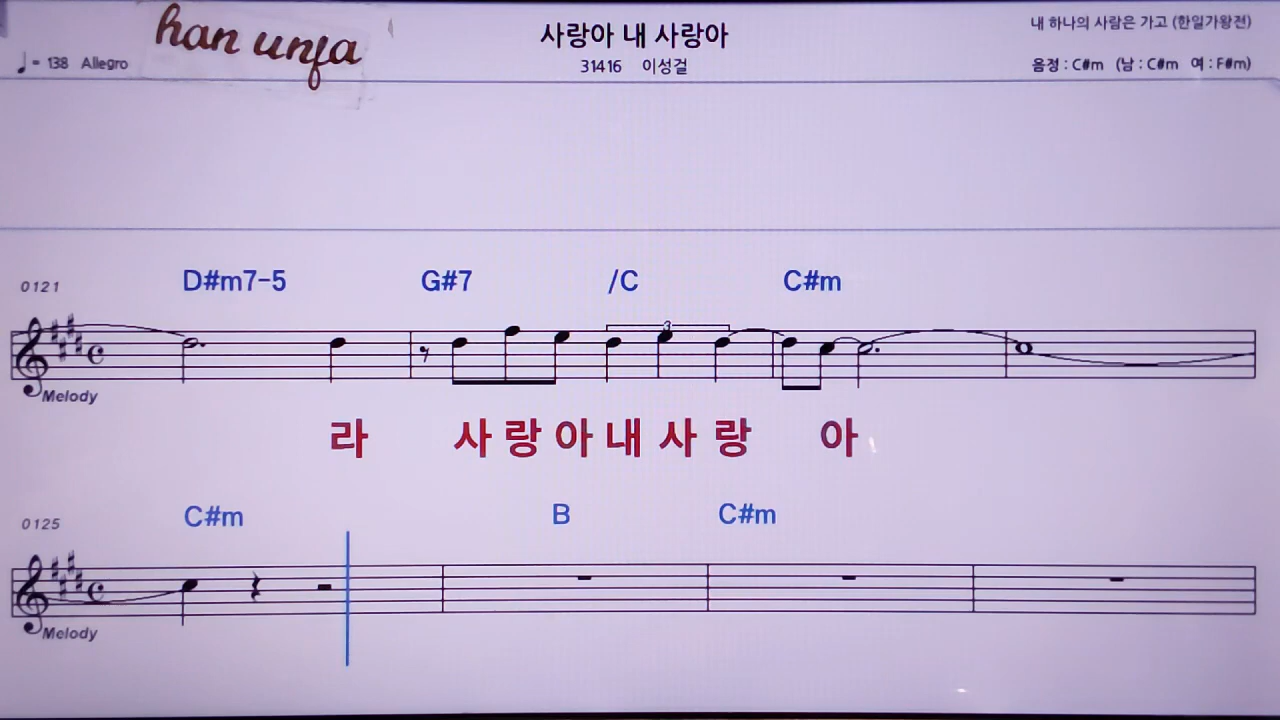 han unfa
사랑아 내 사랑아
내 하나의 사람은 가고 (한일가왕전)
♩= 138 Allegro
31416 이성걸
음정 : C#m (남 : C#m 여 : F#m)
0121 D#m7-5 G#7 /C C#m
3
Melody
라 사 랑 아 내 사 랑 아
0125 C#m B C#m
Melody